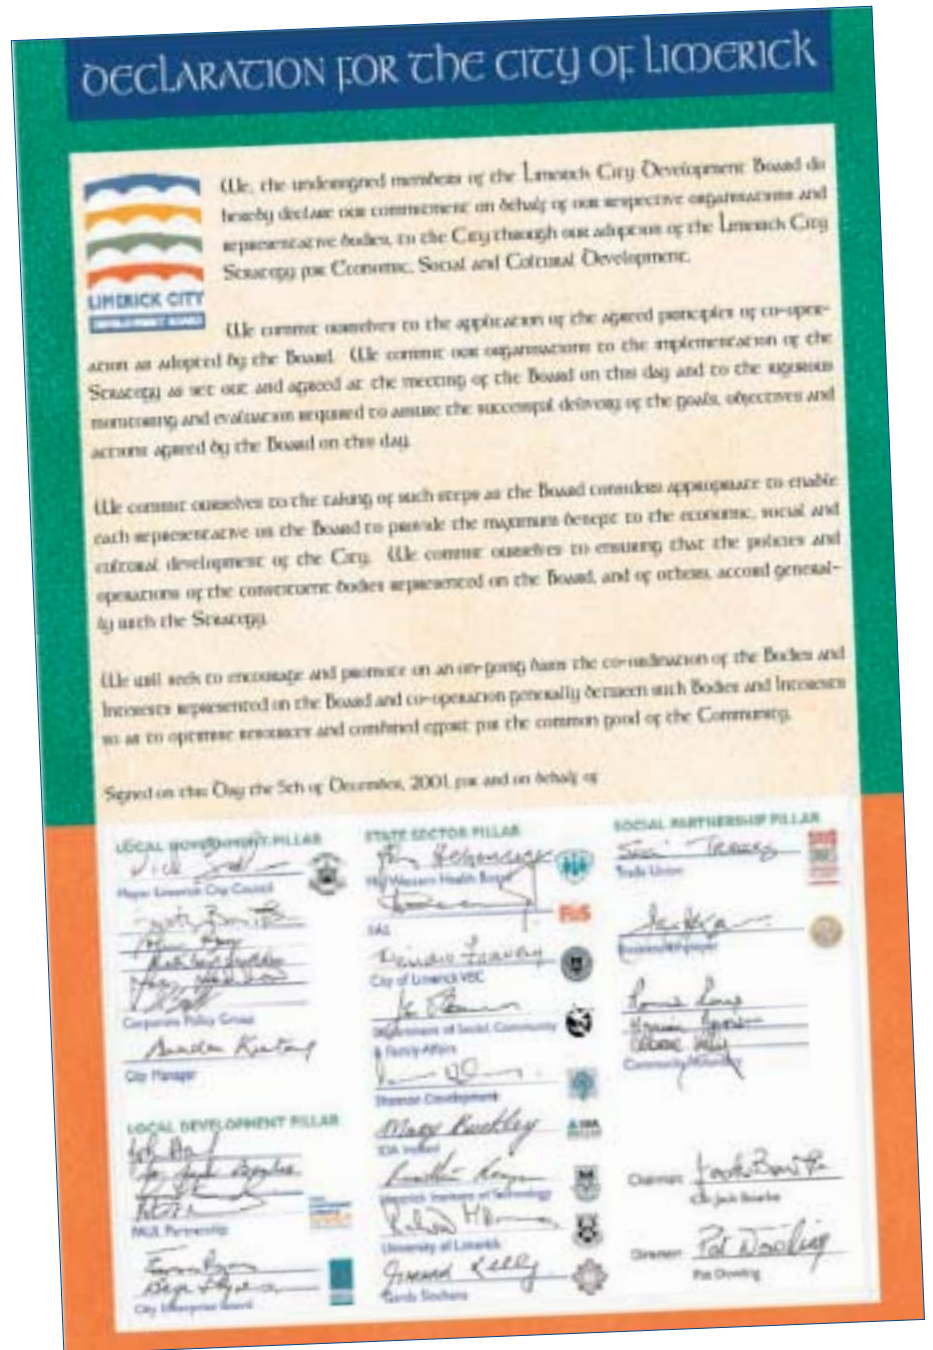 DECLARATION FOR THE CITY OF LIMERICK
We, the undersigned members of the Limerick City Development Board do
hereby declare our commitment on behalf of our respective organisations and
representative bodies, to the City through our adoption of the Limerick City
Strategy for Economic, Social and Cultural Development.
LIMERICK CITY
DEVELOPMENT BOARD
We commit ourselves to the application of the agreed principles of co-oper-
ation as adopted by the Board. We commit our organisations to the implementation of the
Strategy as set out and agreed at the meeting of the Board on this day and to the rigorous
monitoring and evaluation required to assure the successful delivery of the goals, objectives and
actions agreed by the Board on this day.
We commit ourselves to the taking of such steps as the Board considers appropriate to enable
each representative on the Board to provide the maximum benefit to the economic, social and
cultural development of the City. We commit ourselves to ensuring that the policies and
operations of the constituent bodies represented on the Board, and of others, accord general-
ly with the Strategy.
We will seek to encourage and promote on an on-going basis the co-ordination of the Bodies and
Interests represented on the Board and co-operation generally between such Bodies and Interests
so as to optimise resources and combined effort for the common good of the Community.
Signed on this Day the 5th of December, 2001, for and on behalf of
LOCAL GOVERNMENT PILLAR
Mayor Limerick City Council
Corporate Policy Group
Brendan Keating
City Manager
LOCAL DEVELOPMENT PILLAR
PAUL Partnership
City Enterprise Board
STATE SECTOR PILLAR
Mid Western Health Board
FÁS
FÁS
City of Limerick VEC
Department of Social, Community
& Family Affairs
Shannon Development
Mary Buckley
IDA Ireland
Limerick Institute of Technology
University of Limerick
Kelly
Garda Síochána
SOCIAL PARTNERSHIP PILLAR
Trade Union
Business/Employer
Community/Voluntary
Chairman
Cllr Jack Bourke
Director
Pat Dowling
Pat Dowling